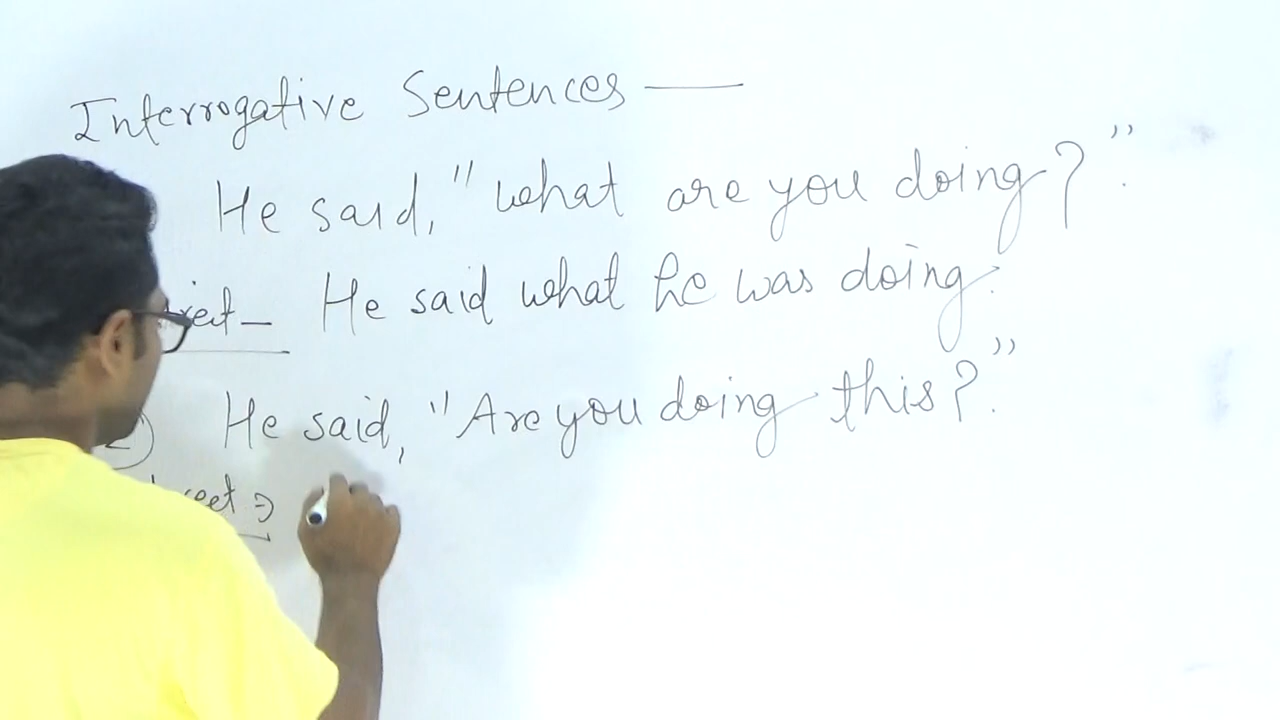 Interrogative Sentences —
He said, "what are you doing?".
He said what he was doing.
He said, "Are you doing this?".